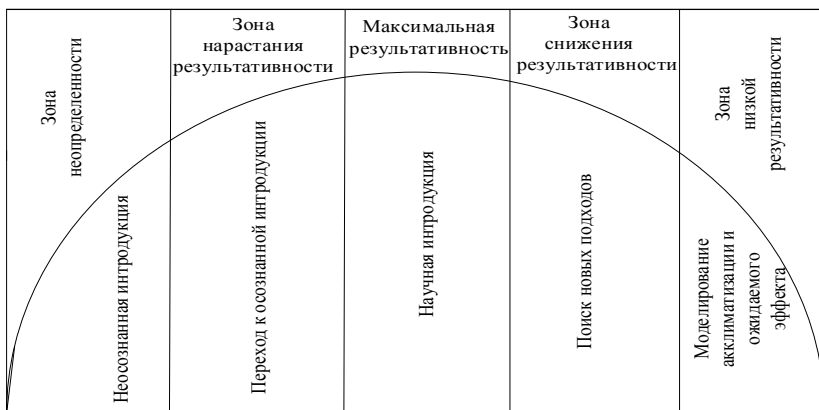 Зона
неопределенности
Зона
нарастания
результативности
Максимальная
результативность
Зона
снижения
результативности
Зона
низкой
результативности
Неосознанная интродукция
Переход к осознанной интродукции
Научная интродукция
Поиск новых подходов
Моделирование
акклиматизации и
ожидаемого
эффекта